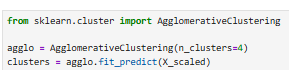 from sklearn.cluster import AgglomerativeClustering
agglo = AgglomerativeClustering(n_clusters=4)
clusters = agglo.fit_predict(X_scaled)